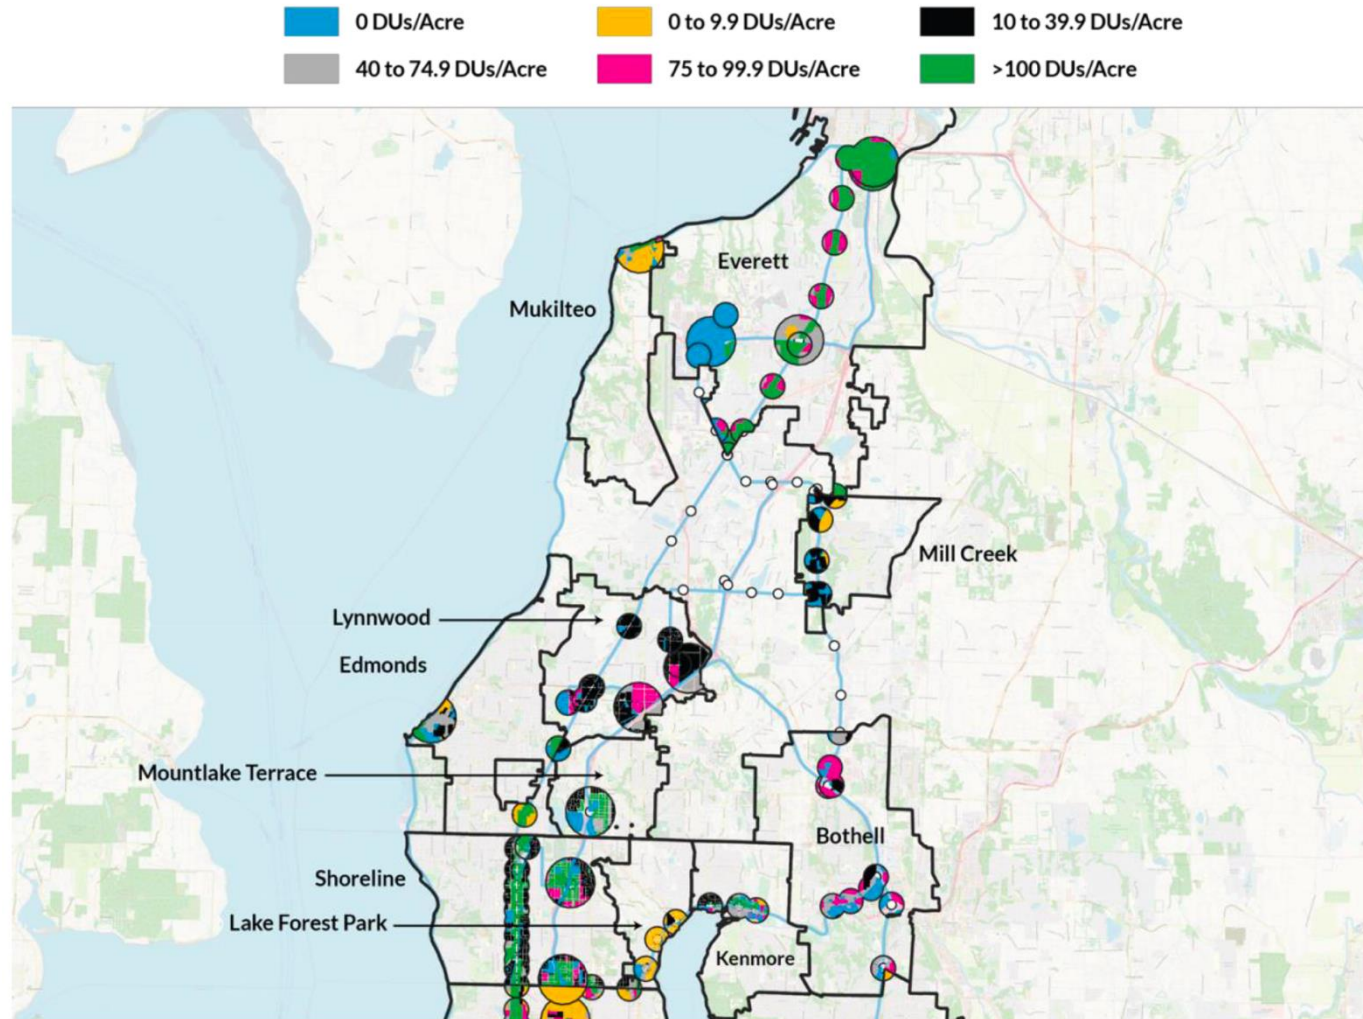 0 DUs/Acre
0 to 9.9 DUs/Acre
10 to 39.9 DUs/Acre
40 to 74.9 DUs/Acre
75 to 99.9 DUs/Acre
>100 DUs/Acre
Everett
Mukilteo
Mill Creek
Lynnwood
Edmonds
Mountlake Terrace
Bothell
Shoreline
Lake Forest Park
Kenmore